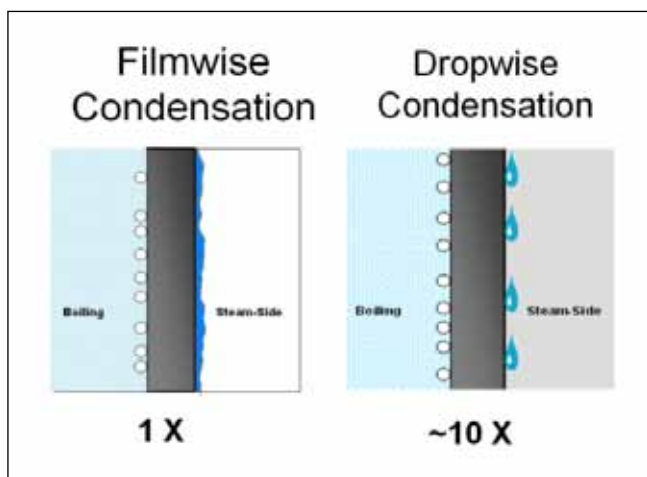 Filmwise
Condensation
Dropwise
Condensation
Boiling
Steam-Side
Boiling
Steam-Side
1 X
~10 X